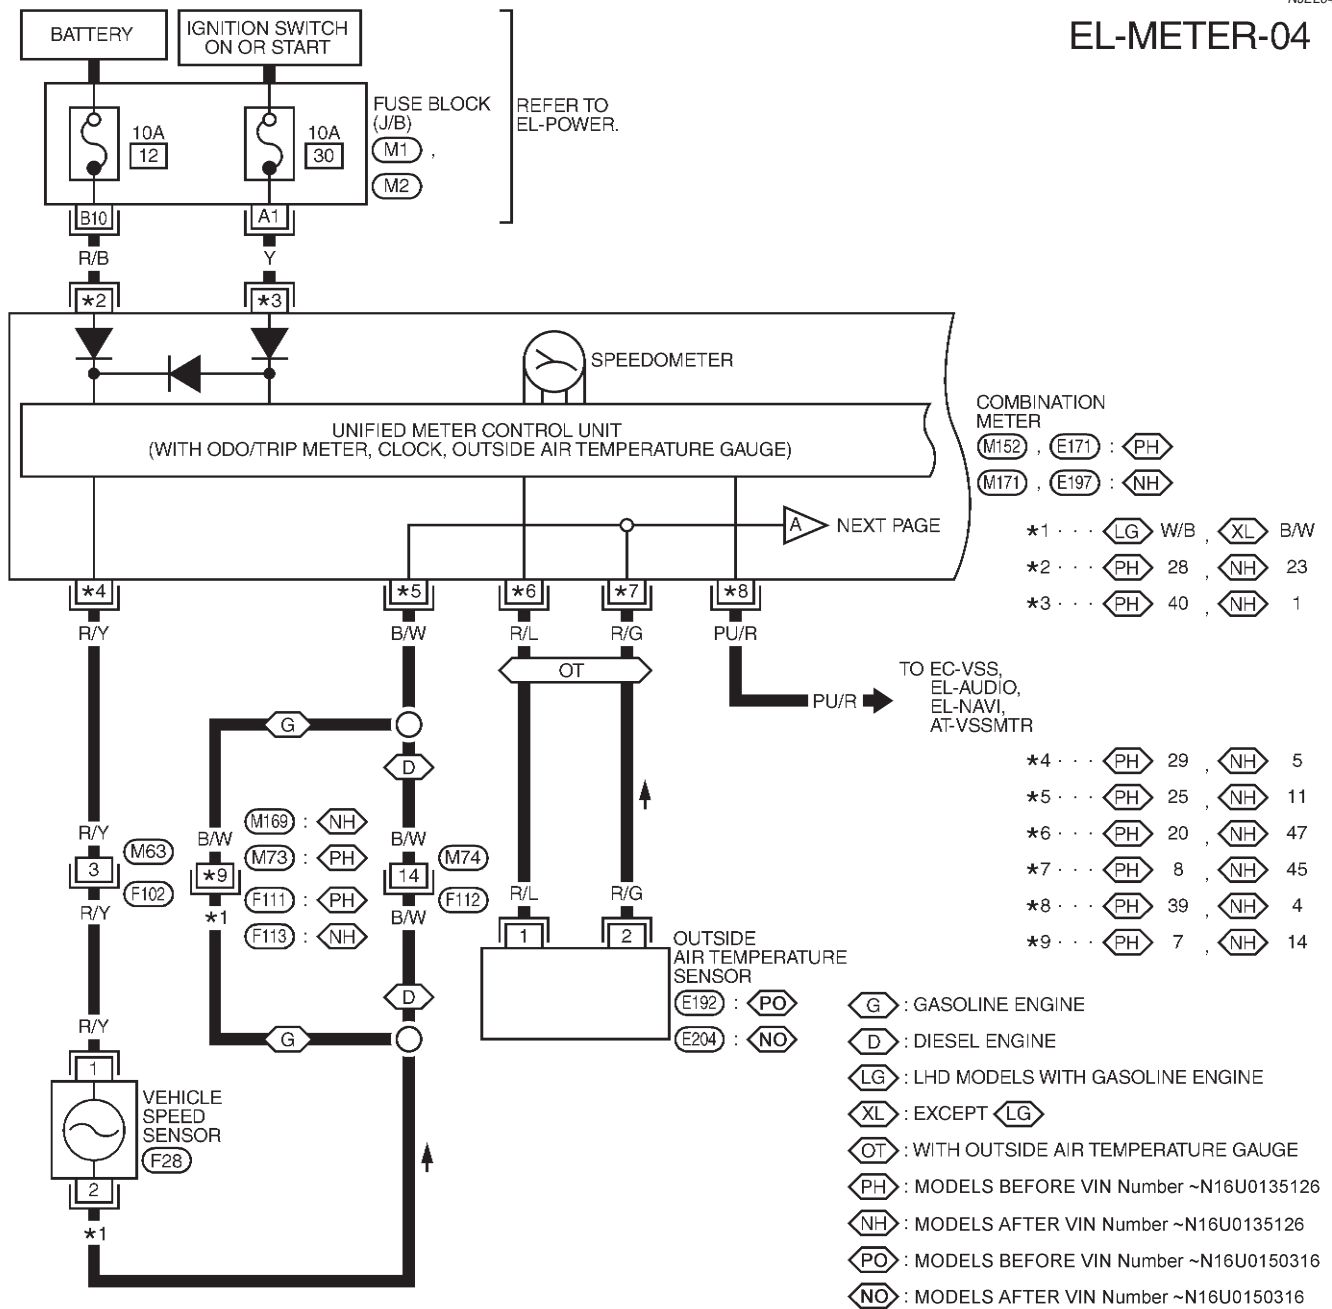 EL-METER-04
BATTERY
IGNITION SWITCH
ON OR START
FUSE BLOCK
(J/B)
M1 ,
M2
REFER TO
EL-POWER.
10A
12
10A
30
B10
A1
R/B
Y
*2
*3
SPEEDOMETER
UNIFIED METER CONTROL UNIT
(WITH ODO/TRIP METER, CLOCK, OUTSIDE AIR TEMPERATURE GAUGE)
A NEXT PAGE
COMBINATION
METER
M152 , E171 : PH
M171 , E197 : NH
*1 · · · LG W/B , XL B/W
*2 · · · PH 28 , NH 23
*3 · · · PH 40 , NH 1
*4
*5
*6
*7
*8
R/Y
B/W
R/L
R/G
PU/R
OT
PU/R
TO EC-VSS,
EL-AUDIO,
EL-NAVI,
AT-VSSMTR
G
D
*4 · · · PH 29 , NH 5
*5 · · · PH 25 , NH 11
*6 · · · PH 20 , NH 47
*7 · · · PH 8 , NH 45
*8 · · · PH 39 , NH 4
*9 · · · PH 7 , NH 14
R/Y
3
M63
F102
R/Y
B/W
*9
*1
M169 : NH
M73 : PH
F111 : PH
F113 : NH
B/W
14
B/W
M74
F112
R/L
R/G
1
2
OUTSIDE
AIR TEMPERATURE
SENSOR
E192 : PO
E204 : NO
D
G
R/Y
1
VEHICLE
SPEED
SENSOR
F28
2
*1
G : GASOLINE ENGINE
D : DIESEL ENGINE
LG : LHD MODELS WITH GASOLINE ENGINE
XL : EXCEPT LG
OT : WITH OUTSIDE AIR TEMPERATURE GAUGE
PH : MODELS BEFORE VIN Number ~N16U0135126
NH : MODELS AFTER VIN Number ~N16U0135126
PO : MODELS BEFORE VIN Number ~N16U0150316
NO : MODELS AFTER VIN Number ~N16U0150316